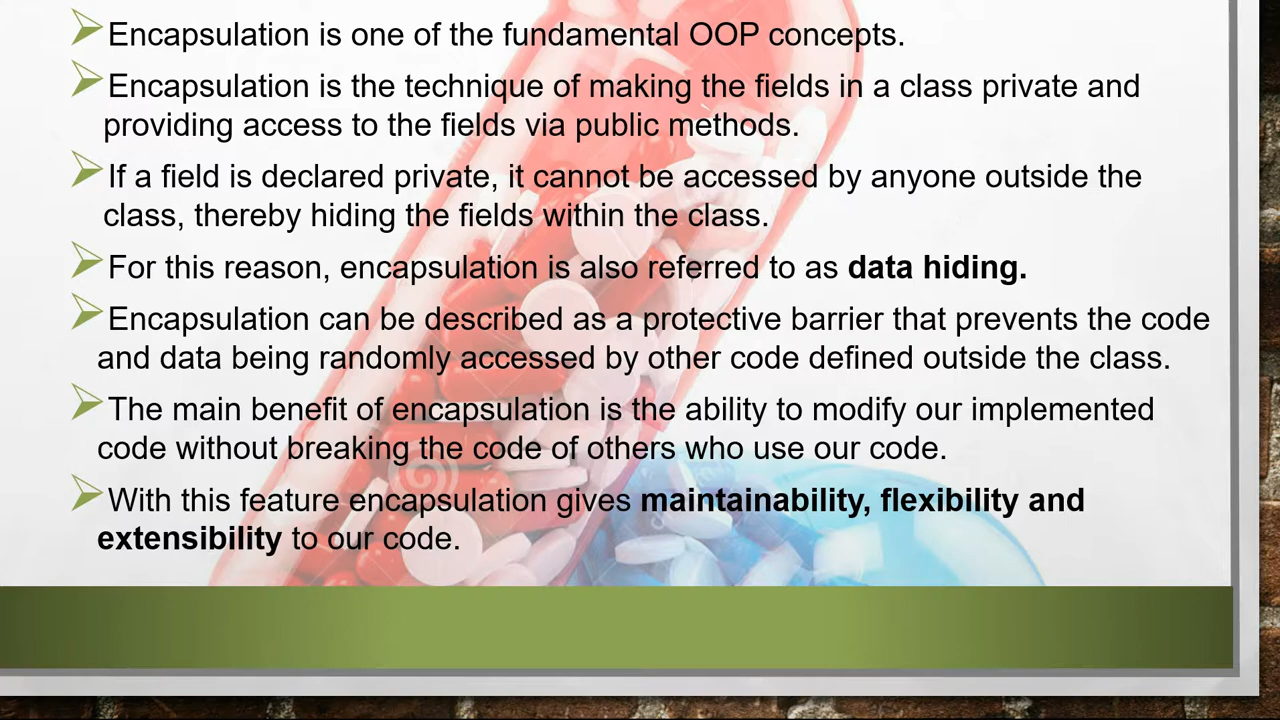 Encapsulation is one of the fundamental OOP concepts.
Encapsulation is the technique of making the fields in a class private and
providing access to the fields via public methods.
If a field is declared private, it cannot be accessed by anyone outside the
class, thereby hiding the fields within the class.
For this reason, encapsulation is also referred to as data hiding.
Encapsulation can be described as a protective barrier that prevents the code
and data being randomly accessed by other code defined outside the class.
The main benefit of encapsulation is the ability to modify our implemented
code without breaking the code of others who use our code.
With this feature encapsulation gives maintainability, flexibility and
extensibility to our code.